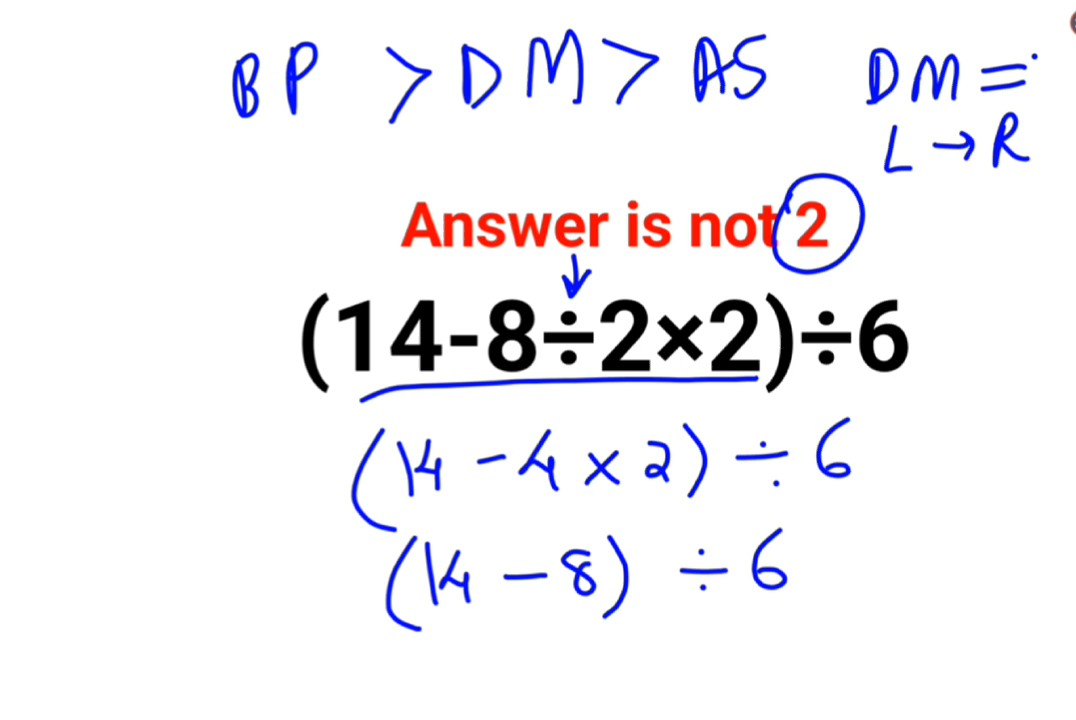 BP > DM > AS DM =
L → R
Answer is not 2
(14-8÷2×2)÷6
(14 - 4 × 2) ÷ 6
(14 - 8) ÷ 6